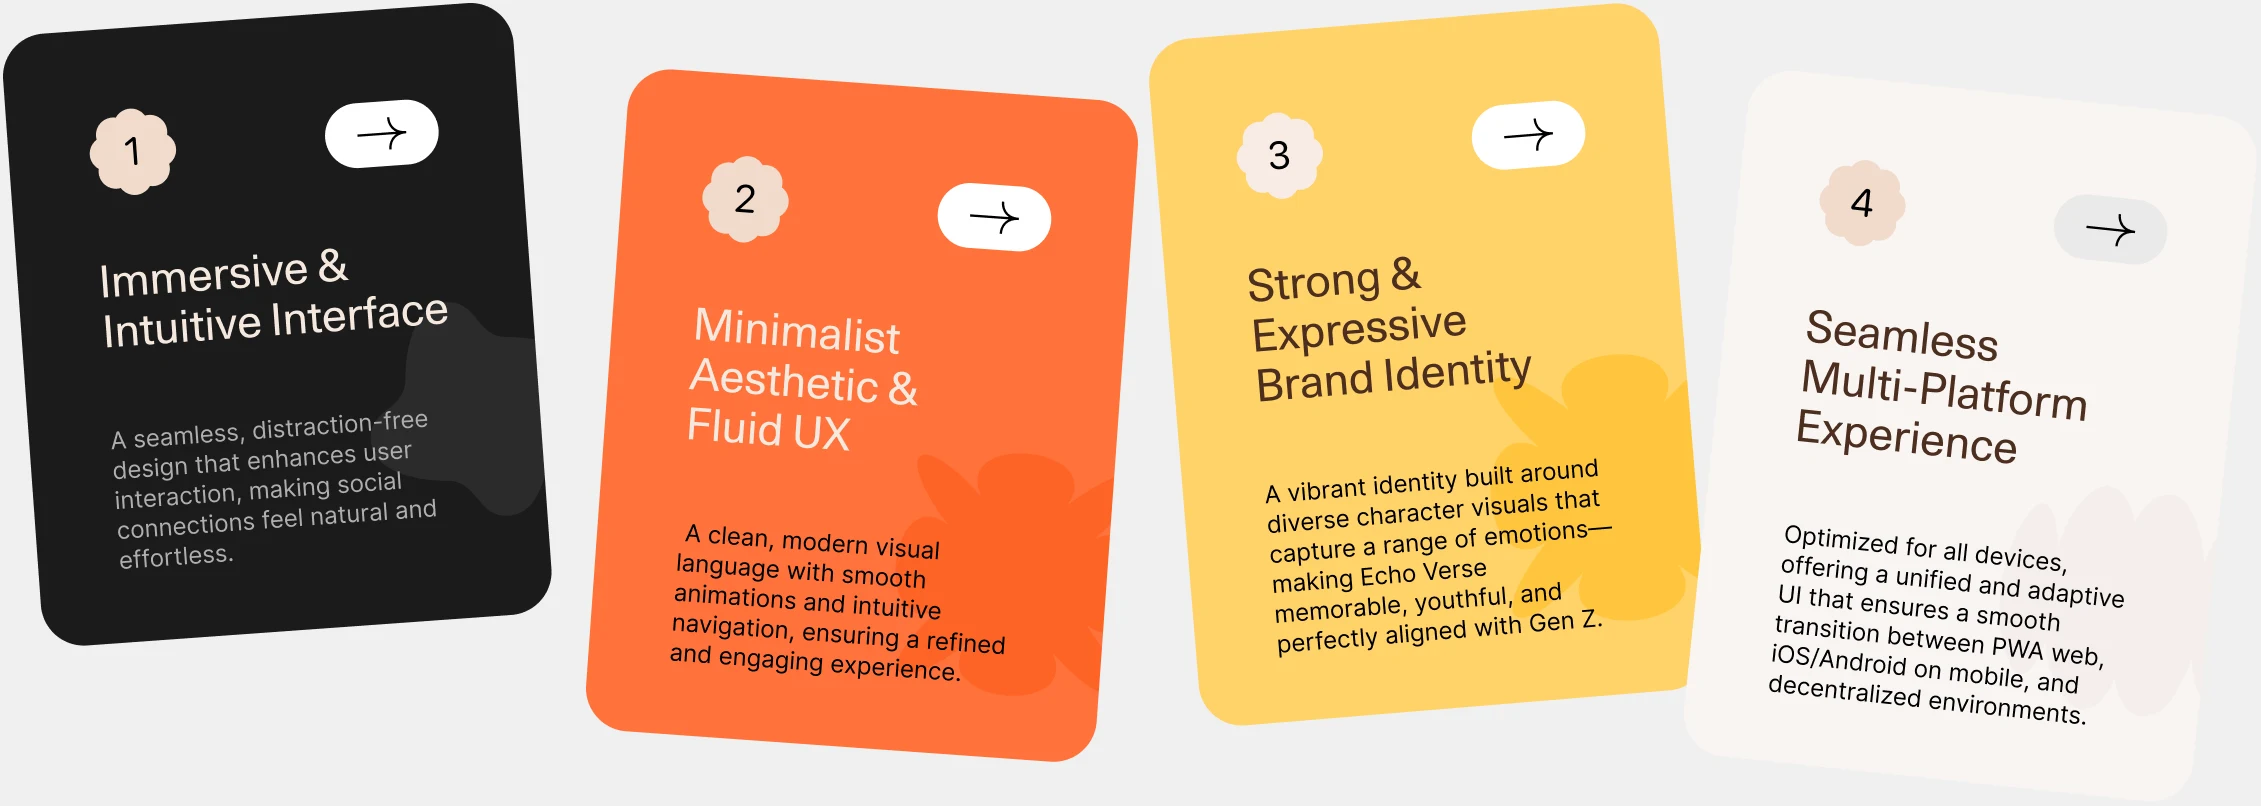 1
Immersive &
Intuitive Interface
A seamless, distraction-free
design that enhances user
interaction, making social
connections feel natural and
effortless.
2
Minimalist
Aesthetic &
Fluid UX
A clean, modern visual
language with smooth
animations and intuitive
navigation, ensuring a refined
and engaging experience.
3
Strong &
Expressive
Brand Identity
A vibrant identity built around
diverse character visuals that
capture a range of emotions—
making Echo Verse
memorable, youthful, and
perfectly aligned with Gen Z.
4
Seamless
Multi-Platform
Experience
Optimized for all devices,
offering a unified and adaptive
UI that ensures a smooth
transition between PWA web,
iOS/Android on mobile, and
decentralized environments.